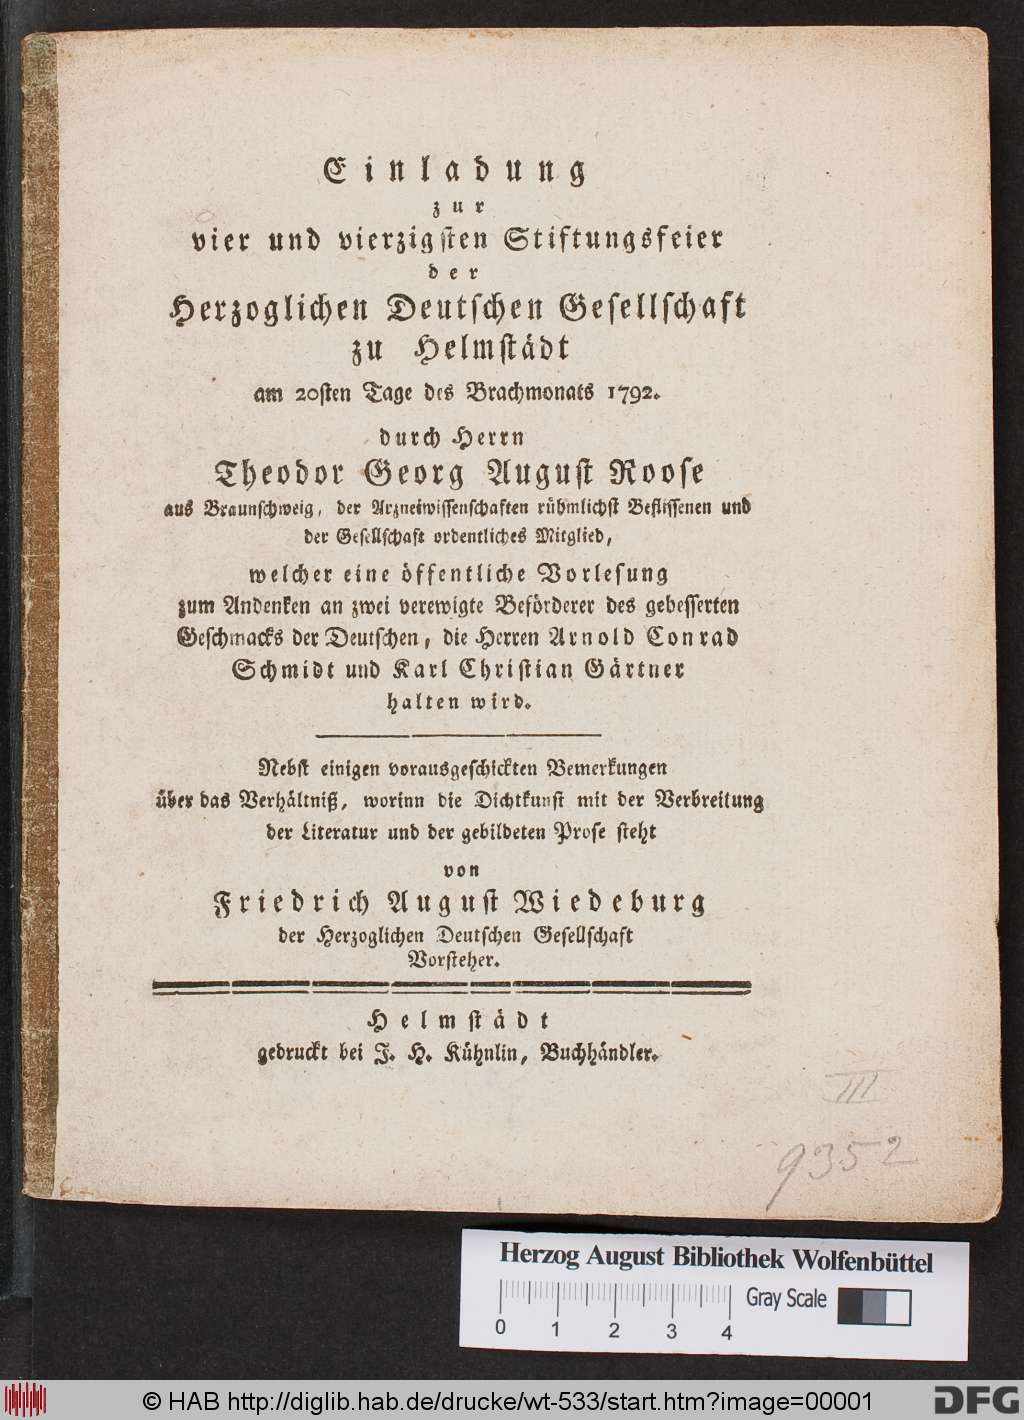 Einladung
zur
vier und vierzigſten Stiftungsfeier
der
Herzoglichen Deutſchen Geſellſchaft
zu Helmſtädt
am 20ſten Tage des Brachmonats 1792.
durch Herrn
Theodor Georg Auguſt Rooſe
aus Braunſchweig, der Arzneiwiſſenſchaften rühmlichſt Befliſſenen und
der Geſellſchaft ordentliches Mitglied,
welcher eine öffentliche Vorleſung
zum Andenken an zwei verewigte Beförderer des gebeſſerten
Geſchmacks der Deutſchen, die Herren Arnold Conrad
Schmidt und Karl Chriſtian Gärtner
halten wird.
Nebſt einigen vorausgeſchickten Bemerkungen
über das Verhältniß, worinn die Dichtkunſt mit der Verbreitung
der Literatur und der gebildeten Proſe ſteht
von
Friedrich Auguſt Wiedeburg
der Herzoglichen Deutſchen Geſellſchaft
Vorſteher.
Helmſtädt
gedruckt bei J. H. Kühnlin, Buchhändler.
III
9352
Herzog August Bibliothek Wolfenbüttel
Gray Scale
0 1 2 3 4
© HAB http://diglib.hab.de/drucke/wt-533/start.htm?image=00001
DFG